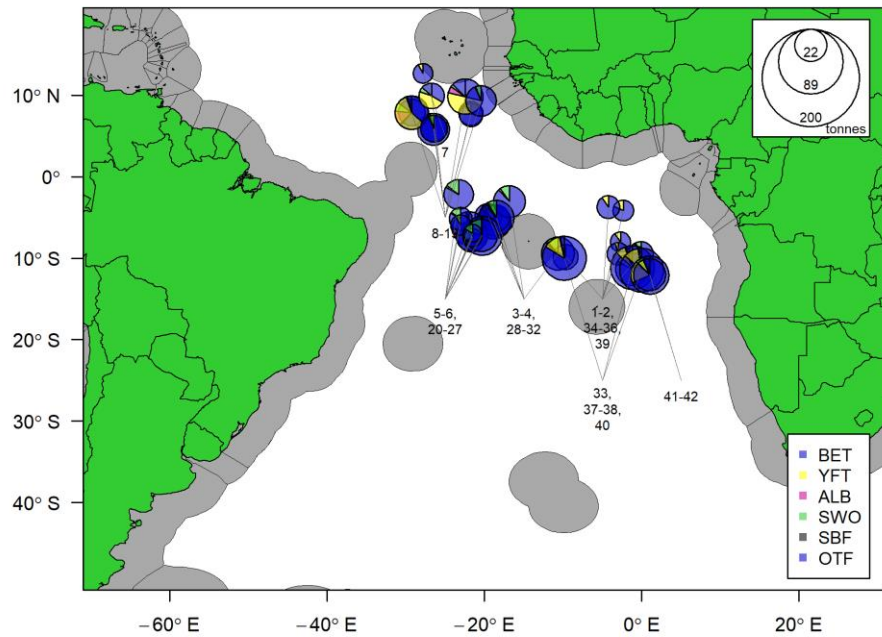 10° N
0°
10° S
20° S
30° S
40° S
−60° E
−40° E
−20° E
0° E
20° E
22
89
200
tonnes
7
5-6,
20-27
3-4,
28-32
1-2,
34-36,
39
33,
37-38,
40
41-42
BET
YFT
ALB
SWO
SBF
OTF